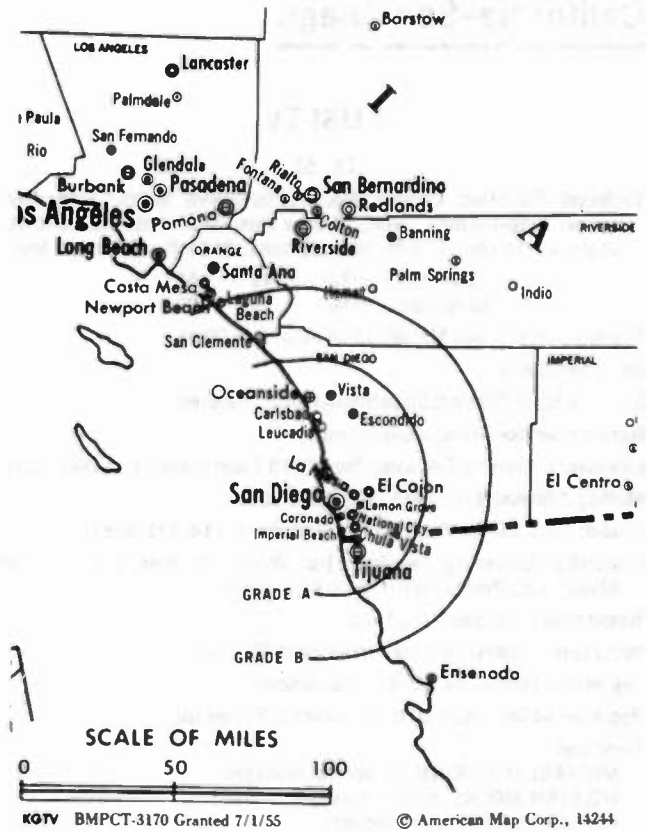 Barstow
LOS ANGELES
Lancaster
Palmdale
Paula
San Fernando
Rio
Glendale
Burbank
Pasadena
Fontana
Rialto
San Bernardino
os Angeles
Pomona
Colton
Redlands
Riverside
Banning
RIVERSIDE
I
A
Long Beach
ORANGE
Santa Ana
Palm Springs
Indio
Costa Mesa
Newport Beach
Laguna
Beach
San Clemente
SAN DIEGO
IMPERIAL
Oceanside
Vista
Carlsbad
Escondido
Leucadia
La Jolla
El Cajon
El Centro
San Diego
Lemon Grove
Coronado
National City
Imperial Beach
Chula Vista
Tijuana
GRADE A
GRADE B
Ensenada
SCALE OF MILES
0 50 100
KGTV BMPCT-3170 Granted 7/1/55 © American Map Corp., 14244